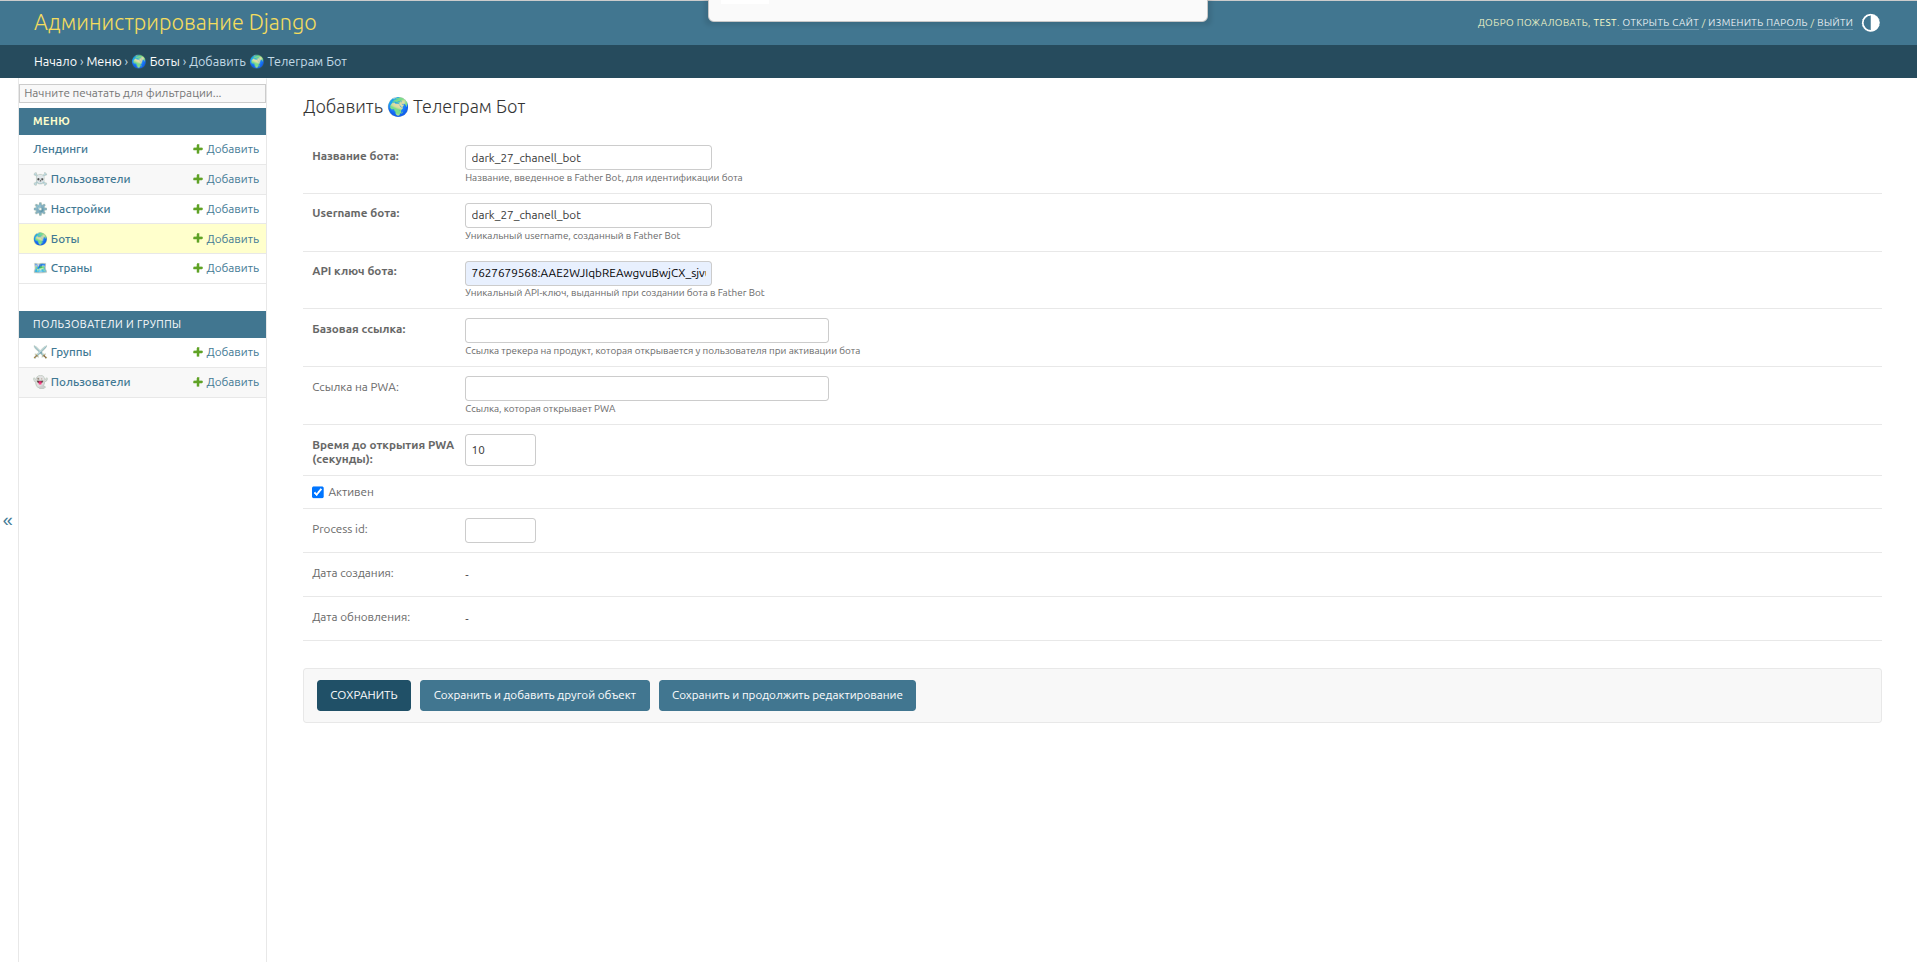 Администрирование Django
ДОБРО ПОЖАЛОВАТЬ, TEST. ОТКРЫТЬ САЙТ / ИЗМЕНИТЬ ПАРОЛЬ / ВЫЙТИ
Начало › Меню › 🌍 Боты › Добавить 🌍 Телеграм Бот
Начните печатать для фильтрации...
МЕНЮ
Лендинги
Добавить
Пользователи
Добавить
Настройки
Добавить
Боты
Добавить
Страны
Добавить
ПОЛЬЗОВАТЕЛИ И ГРУППЫ
Группы
Добавить
Пользователи
Добавить
«
Добавить 🌍 Телеграм Бот
Название бота:
dark_27_chanell_bot
Название, введенное в Father Bot, для идентификации бота
Username бота:
dark_27_chanell_bot
Уникальный username, созданный в Father Bot
API ключ бота:
Уникальный API-ключ, выданный при создании бота в Father Bot
Базовая ссылка:
Ссылка трекера на продукт, которая открывается у пользователя при активации бота
Ссылка на PWA:
Ссылка, которая открывает PWA
Время до открытия PWA
(секунды):
10
Активен
Process id:
Дата создания:
-
Дата обновления:
-
СОХРАНИТЬ
Сохранить и добавить другой объект
Сохранить и продолжить редактирование